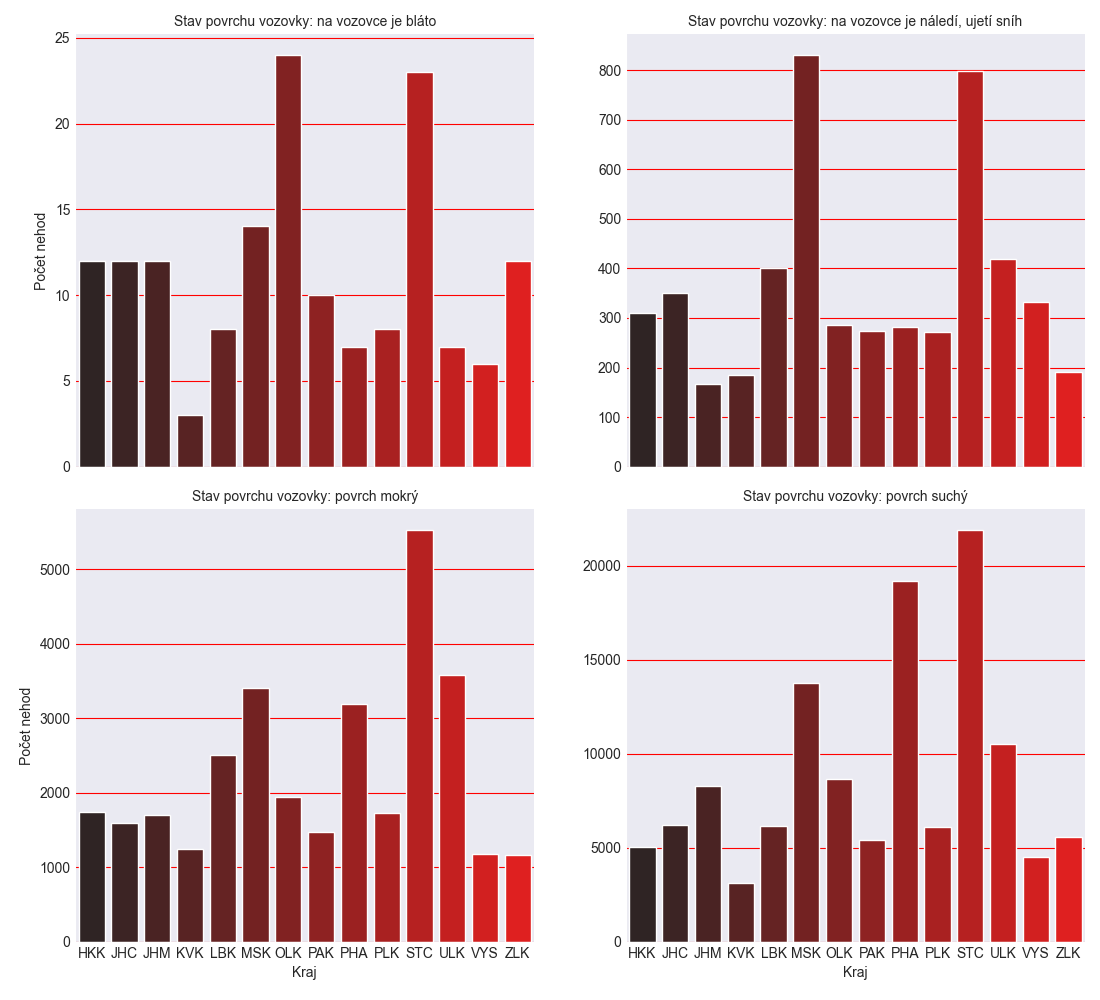 Stav povrchu vozovky: na vozovce je bláto
25
20
15
10
5
0
Počet nehod
Stav povrchu vozovky: na vozovce je náledí, ujetí sníh
800
700
600
500
400
300
200
100
0
Stav povrchu vozovky: povrch mokrý
5000
4000
3000
2000
1000
0
Počet nehod
HKK JHC JHM KVK LBK MSK OLK PAK PHA PLK STC ULK VYS ZLK
Kraj
Stav povrchu vozovky: povrch suchý
20000
15000
10000
5000
0
HKK JHC JHM KVK LBK MSK OLK PAK PHA PLK STC ULK VYS ZLK
Kraj